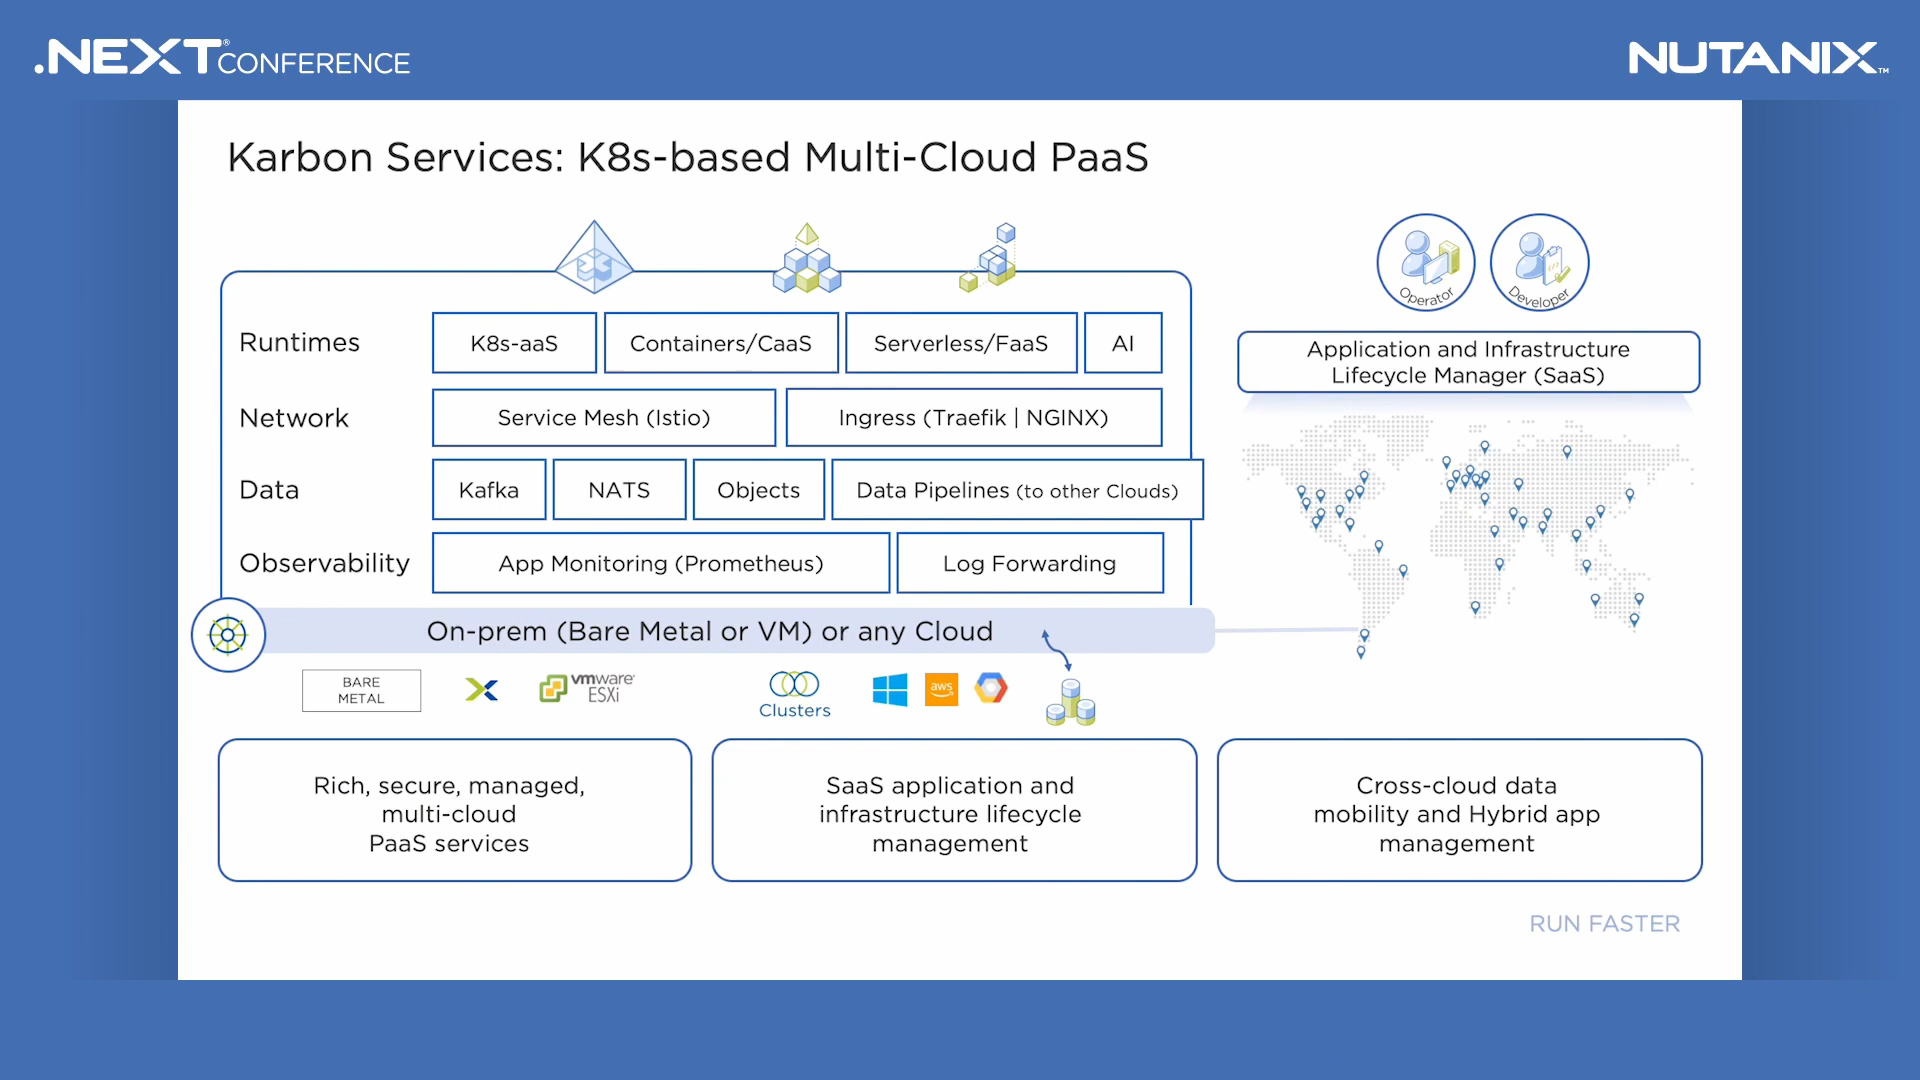 .NEXT® CONFERENCE
NUTANIX™
Karbon Services: K8s-based Multi-Cloud PaaS
Operator
Developer
Runtimes
K8s-aaS
Containers/CaaS
Serverless/FaaS
AI
Application and Infrastructure
Lifecycle Manager (SaaS)
Network
Service Mesh (Istio)
Ingress (Traefik | NGINX)
Data
Kafka
NATS
Objects
Data Pipelines (to other Clouds)
Observability
App Monitoring (Prometheus)
Log Forwarding
On-prem (Bare Metal or VM) or any Cloud
BARE
METAL
vmware®
ESXi
Clusters
aws
Rich, secure, managed,
multi-cloud
PaaS services
SaaS application and
infrastructure lifecycle
management
Cross-cloud data
mobility and Hybrid app
management
RUN FASTER